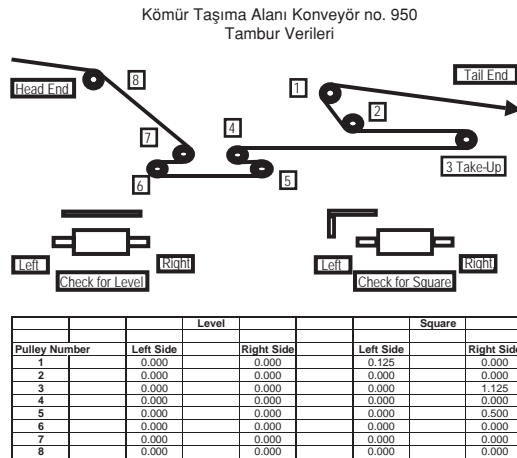 Kömür Taşıma Alanı Konveyör no. 950
Tambur Verileri
Head End
8
1
Tail End
2
7
4
3 Take-Up
6
5
Left
Right
Check for Level
Left
Right
Check for Square
Level Square
Pulley Number Left Side Right Side Left Side Right Side
1 0.000 0.000 0.125 0.000
2 0.000 0.000 0.000 0.000
3 0.000 0.000 0.000 1.125
4 0.000 0.000 0.000 0.000
5 0.000 0.000 0.000 0.500
6 0.000 0.000 0.000 0.000
7 0.000 0.000 0.000 0.000
8 0.000 0.000 0.000 0.000